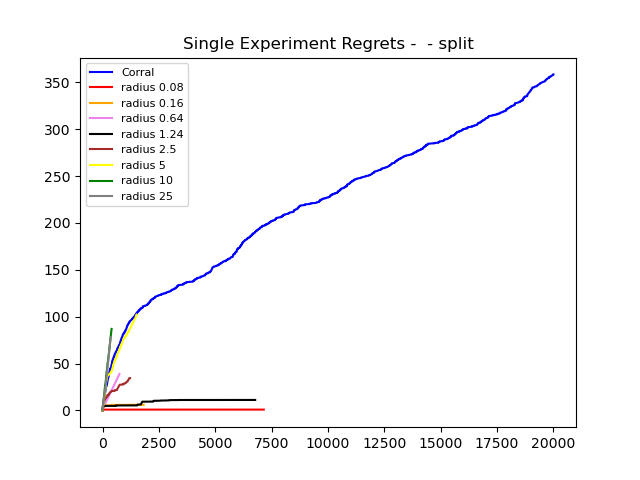 Single Experiment Regrets -  - split
Corral
radius 0.08
radius 0.16
radius 0.64
radius 1.24
radius 2.5
radius 5
radius 10
radius 25
350
300
250
200
150
100
50
0
0 2500 5000 7500 10000 12500 15000 17500 20000